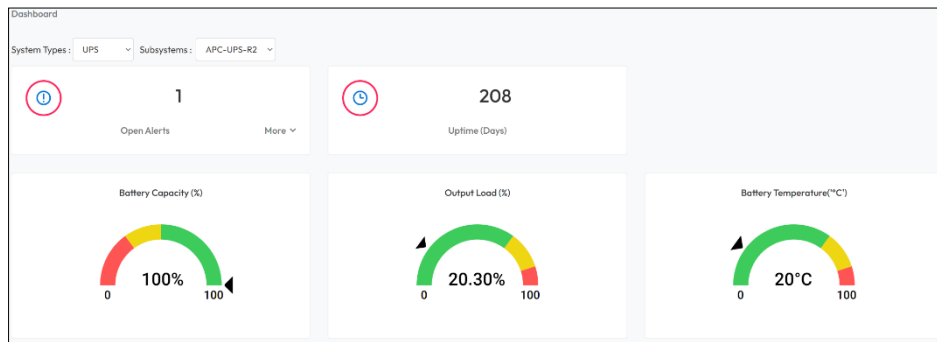 Dashboard
System Types : UPS Subsystems : APC-UPS-R2
1
Open Alerts More
208
Uptime (Days)
Battery Capacity (%)
100%
0 100
Output Load (%)
20.30%
0 100
Battery Temperature("°C")
20°C
0 100